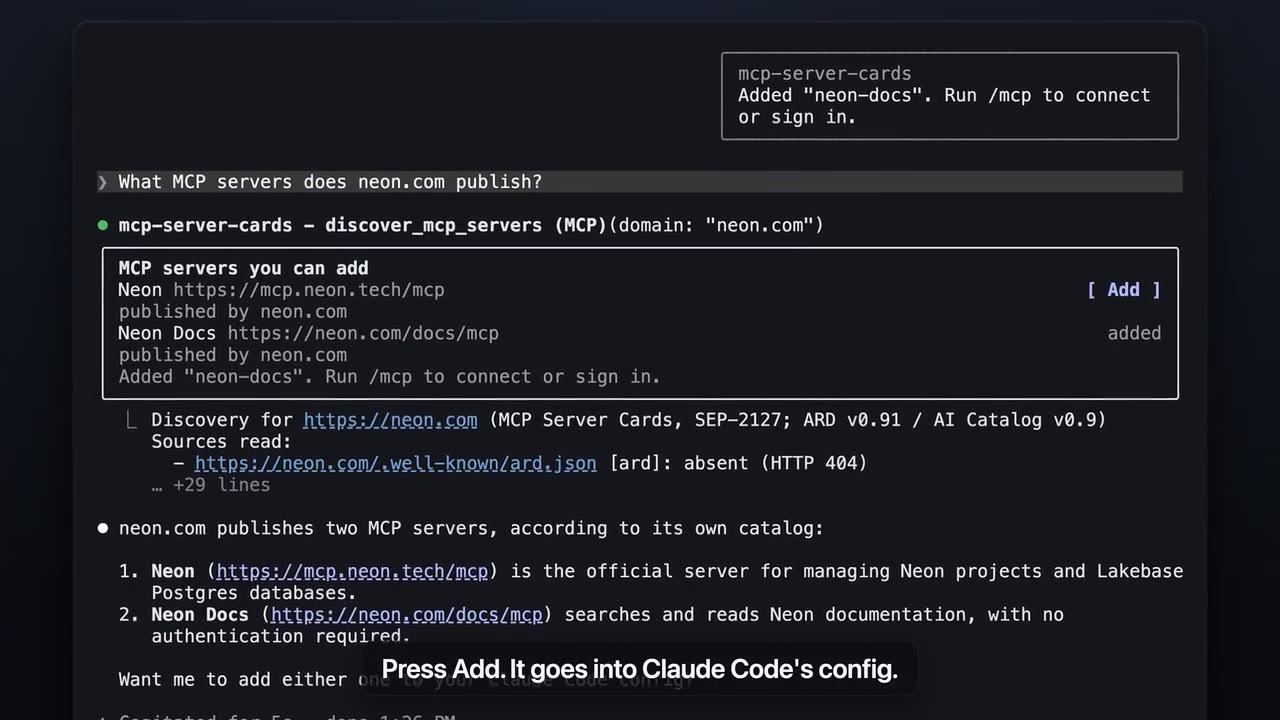 mcp-server-cards
Added "neon-docs". Run /mcp to connect
or sign in.
❯ What MCP servers does neon.com publish?
● mcp-server-cards - discover_mcp_servers (MCP)(domain: "neon.com")
MCP servers you can add
Neon https://mcp.neon.tech/mcp [ Add ]
published by neon.com
Neon Docs https://neon.com/docs/mcp added
published by neon.com
Added "neon-docs". Run /mcp to connect or sign in.
Discovery for https://neon.com (MCP Server Cards, SEP-2127; ARD v0.91 / AI Catalog v0.9)
Sources read:
- https://neon.com/.well-known/ard.json [ard]: absent (HTTP 404)
… +29 lines
● neon.com publishes two MCP servers, according to its own catalog:
1. Neon (https://mcp.neon.tech/mcp) is the official server for managing Neon projects and Lakebase
Postgres databases.
2. Neon Docs (https://neon.com/docs/mcp) searches and reads Neon documentation, with no
authentication required.
Press Add. It goes into Claude Code's config.
Want me to add either one to your Claude Code config?